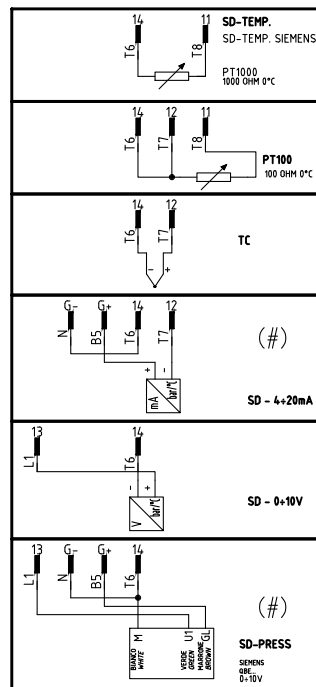 14 11 SD-TEMP.
SD-TEMP. SIEMENS
T6 T8
PT1000
1000 OHM 0°C
14 12 11
T6 T7 T8
PT100
100 OHM 0°C
14 12
T6 T7
TC
- +
G- G+ 14 12
N B5 T6 T7
(#)
+ -
mA bar/°C
SD - 4÷20mA
13 14
L1 T6
- +
V bar/°C
SD - 0÷10V
13 G- G+ 14
L1 N B5 T6
(#)
M U1 GL
BIANCO WHITE
VERDE GREEN
MARRONE BROWN
SD-PRESS
SIEMENS
QBE...
0÷10V